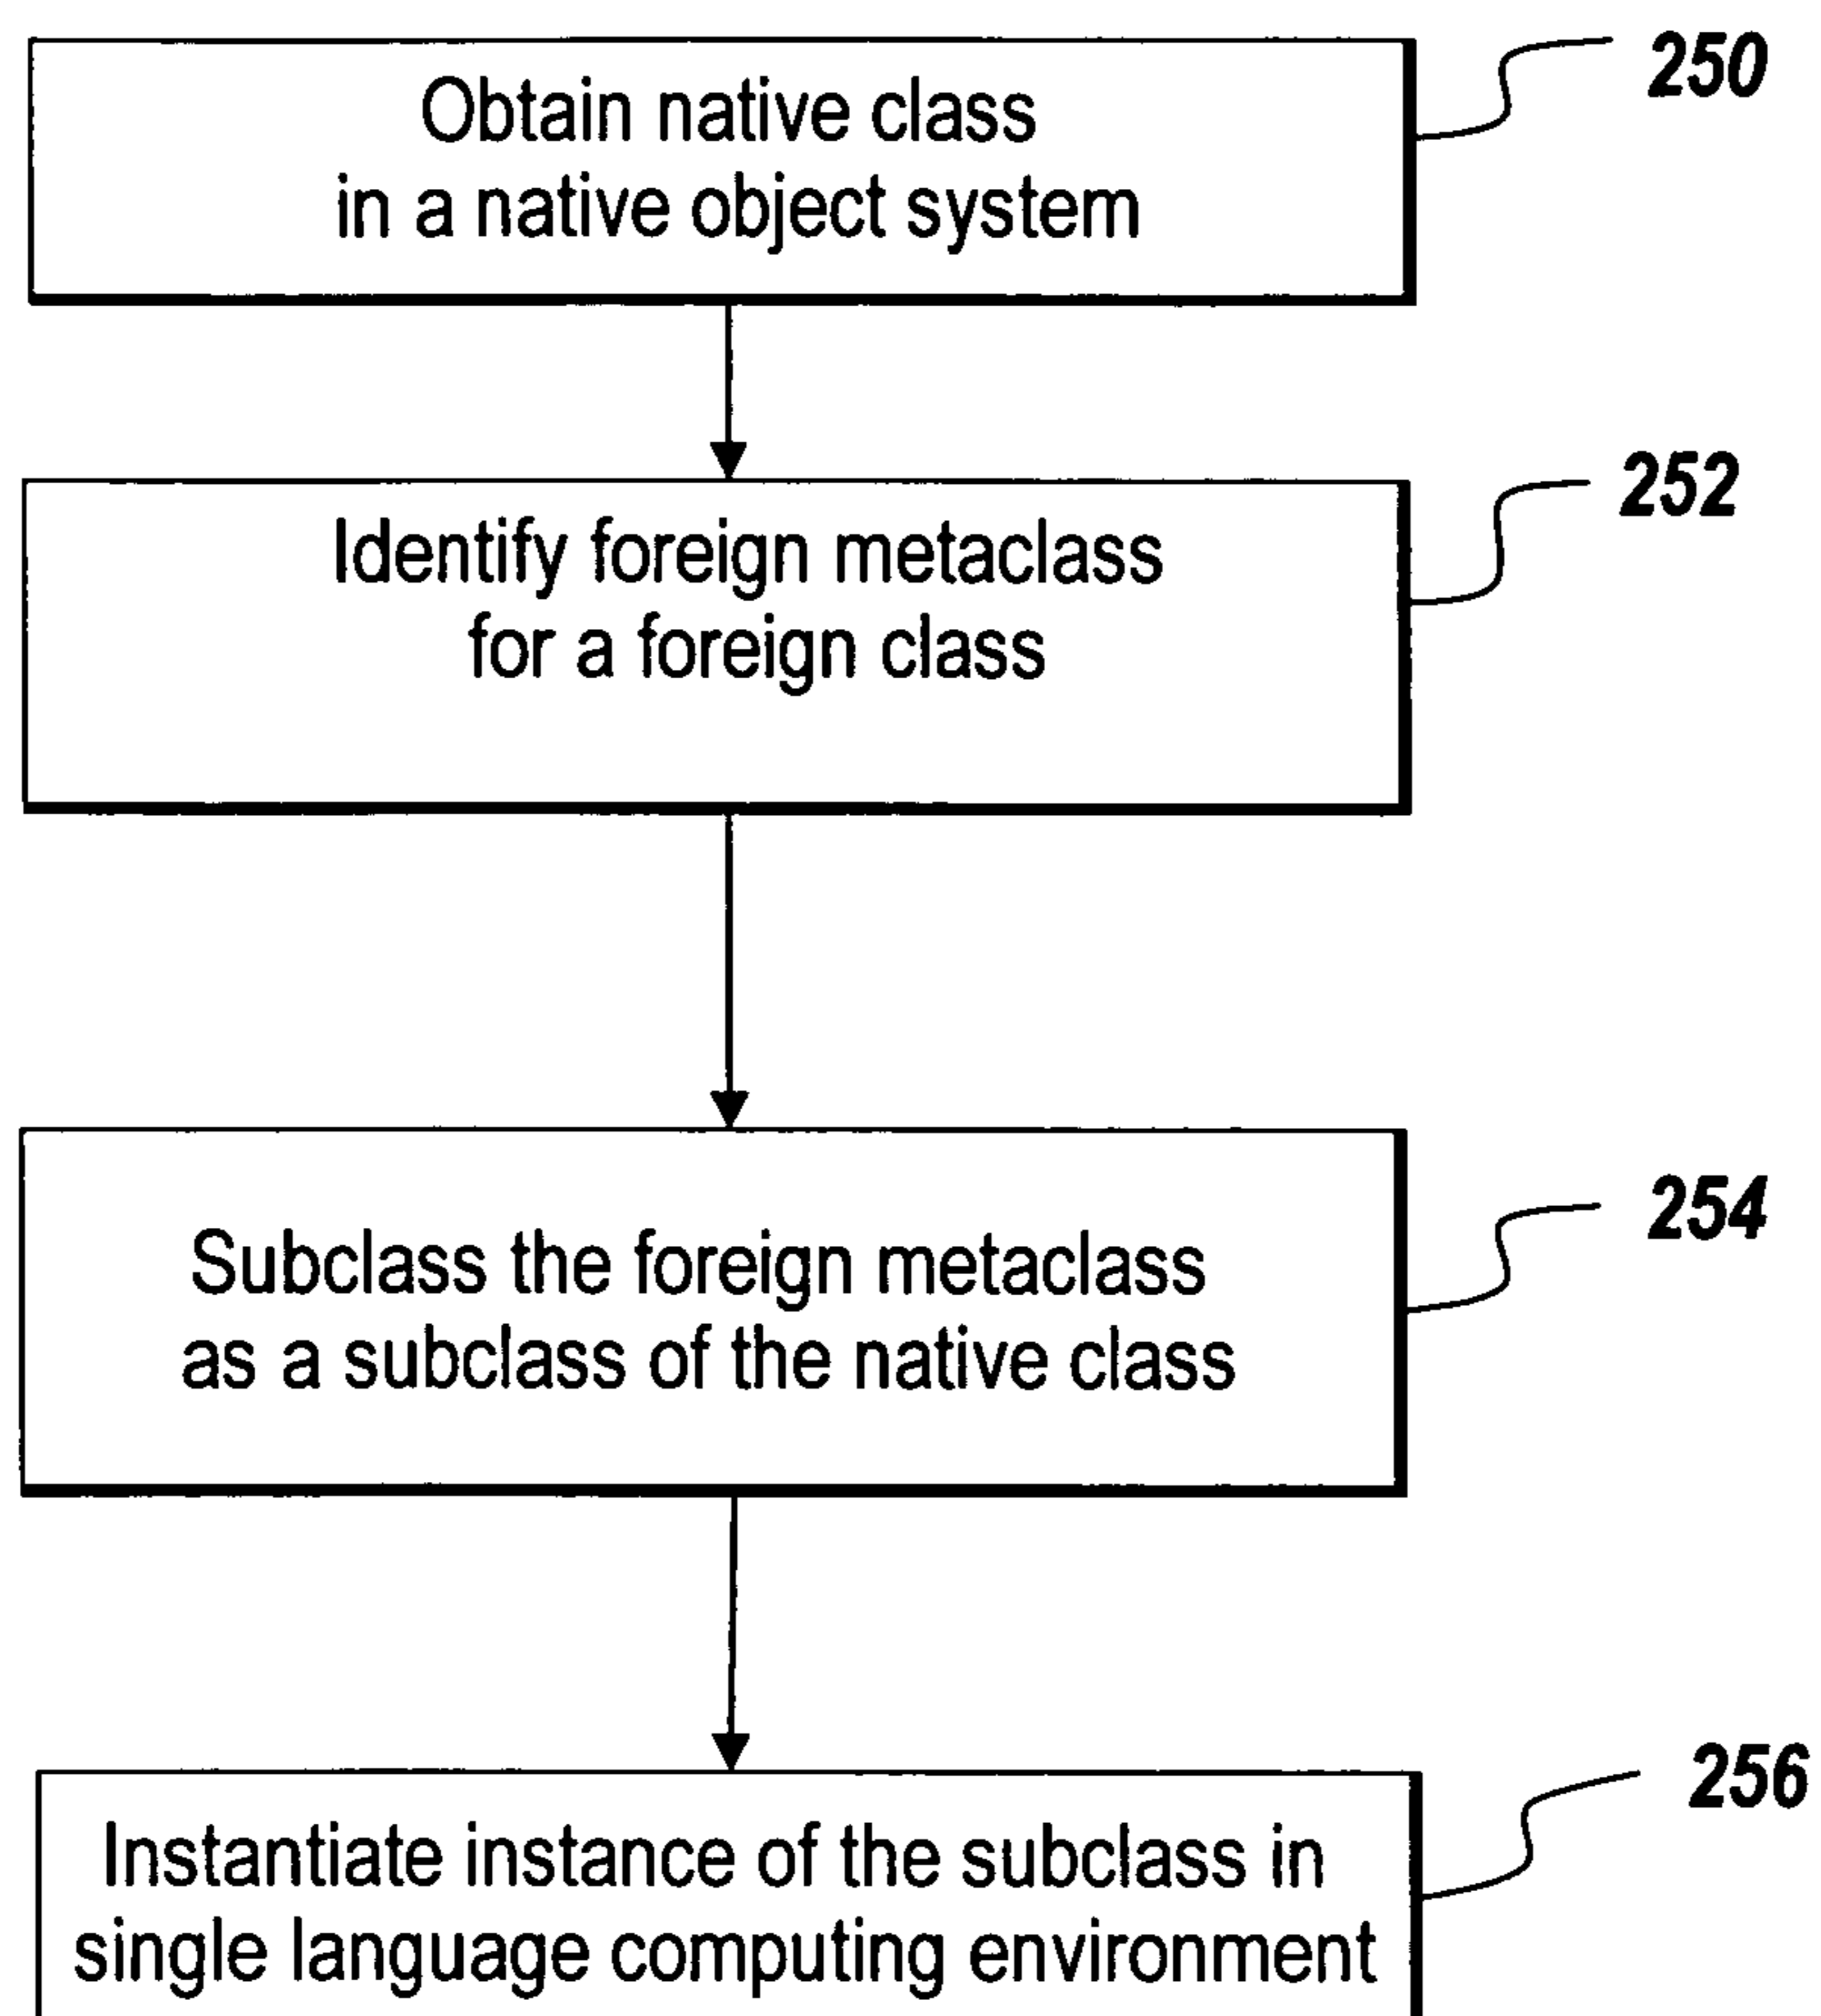 250
Obtain native class
in a native object system
252
Identify foreign metaclass
for a foreign class
254
Subclass the foreign metaclass
as a subclass of the native class
256
Instantiate instance of the subclass in
single language computing environment